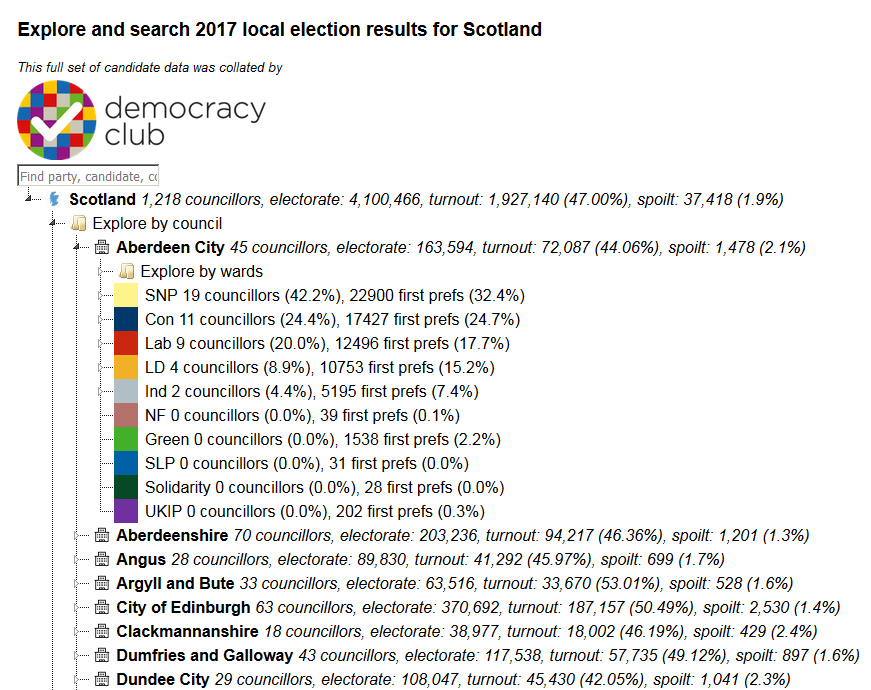 Explore and search 2017 local election results for Scotland
This full set of candidate data was collated by
democracy
club
Find party, candidate, co
Scotland 1,218 councillors, electorate: 4,100,466, turnout: 1,927,140 (47.00%), spoilt: 37,418 (1.9%)
Explore by council
Aberdeen City 45 councillors, electorate: 163,594, turnout: 72,087 (44.06%), spoilt: 1,478 (2.1%)
Explore by wards
SNP 19 councillors (42.2%), 22900 first prefs (32.4%)
Con 11 councillors (24.4%), 17427 first prefs (24.7%)
Lab 9 councillors (20.0%), 12496 first prefs (17.7%)
LD 4 councillors (8.9%), 10753 first prefs (15.2%)
Ind 2 councillors (4.4%), 5195 first prefs (7.4%)
NF 0 councillors (0.0%), 39 first prefs (0.1%)
Green 0 councillors (0.0%), 1538 first prefs (2.2%)
SLP 0 councillors (0.0%), 31 first prefs (0.0%)
Solidarity 0 councillors (0.0%), 28 first prefs (0.0%)
UKIP 0 councillors (0.0%), 202 first prefs (0.3%)
Aberdeenshire 70 councillors, electorate: 203,236, turnout: 94,217 (46.36%), spoilt: 1,201 (1.3%)
Angus 28 councillors, electorate: 89,830, turnout: 41,292 (45.97%), spoilt: 699 (1.7%)
Argyll and Bute 33 councillors, electorate: 63,516, turnout: 33,670 (53.01%), spoilt: 528 (1.6%)
City of Edinburgh 63 councillors, electorate: 370,692, turnout: 187,157 (50.49%), spoilt: 2,530 (1.4%)
Clackmannanshire 18 councillors, electorate: 38,977, turnout: 18,002 (46.19%), spoilt: 429 (2.4%)
Dumfries and Galloway 43 councillors, electorate: 117,538, turnout: 57,735 (49.12%), spoilt: 897 (1.6%)
Dundee City 29 councillors, electorate: 108,047, turnout: 45,430 (42.05%), spoilt: 1,041 (2.3%)